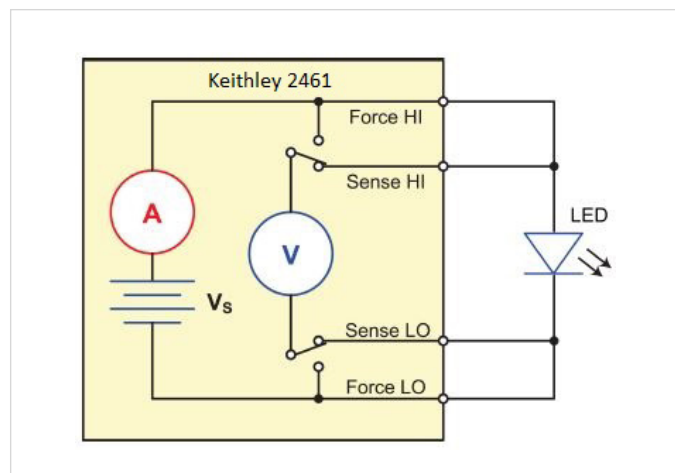 Keithley 2461
Force HI
Sense HI
LED
A
V
VS
Sense LO
Force LO